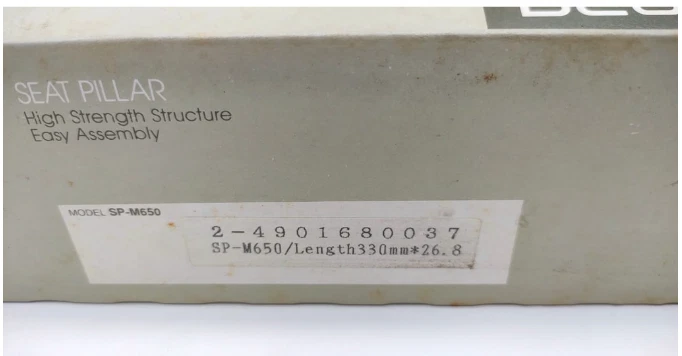 SEAT PILLAR
High Strength Structure
Easy Assembly
MODEL SP-M650
2-4901680037
SP-M650/Length330mm*26.8